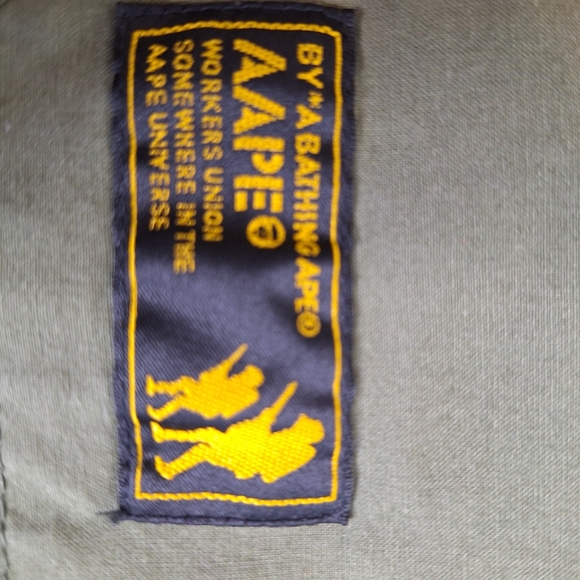 BY*A BATHING APE®
AAPE
WORKERS UNION
SOMEWHERE IN THE
AAPE UNIVERSE